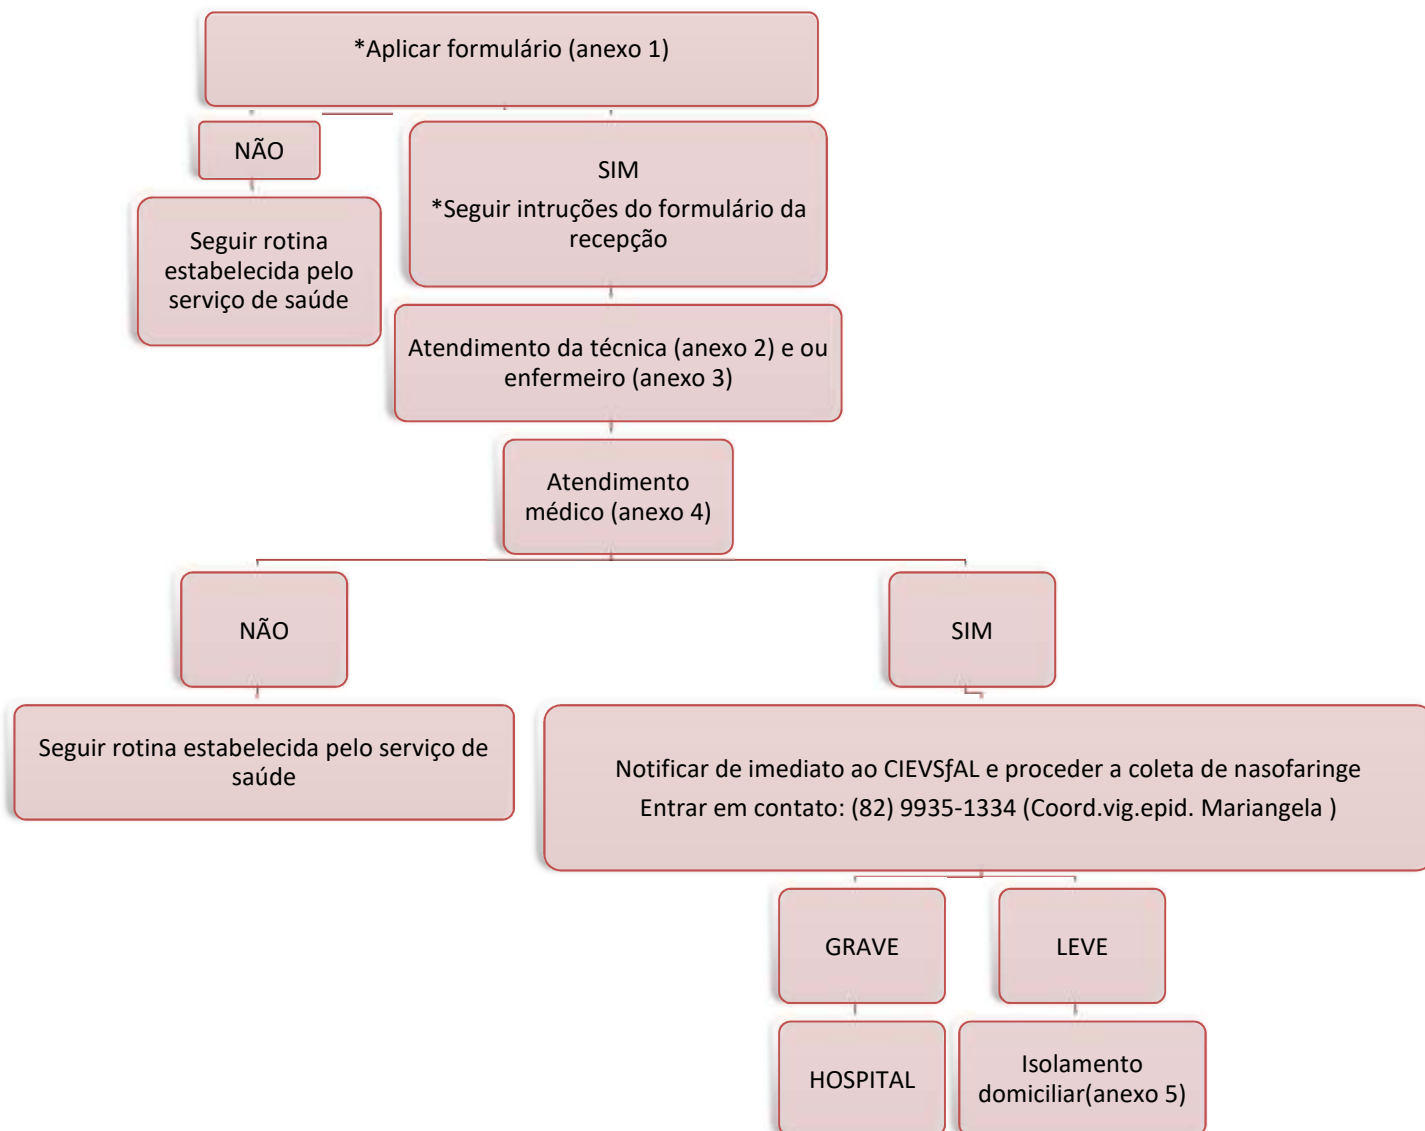 *Aplicar formulário (anexo 1)
NÃO
SIM
*Seguir intruções do formulário da
recepção
Seguir rotina
estabelecida pelo
serviço de saúde
Atendimento da técnica (anexo 2) e ou
enfermeiro (anexo 3)
Atendimento
médico (anexo 4)
NÃO
SIM
Seguir rotina estabelecida pelo serviço de
saúde
Notificar de imediato ao CIEVSƒAL e proceder a coleta de nasofaringe
Entrar em contato: (82) 9935-1334 (Coord.vig.epid. Mariangela )
GRAVE
LEVE
HOSPITAL
Isolamento
domiciliar(anexo 5)